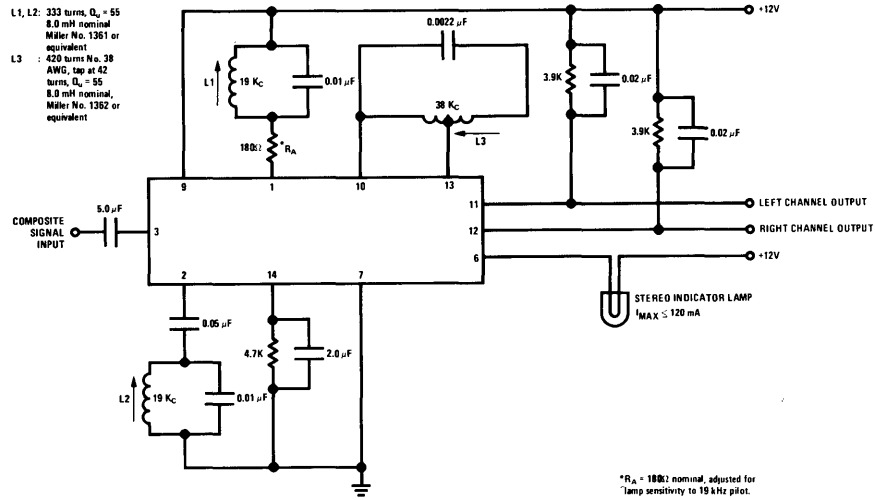 L1, L2: 333 turns, Qu = 55
8.0 mH nominal
Miller No. 1361 or
equivalent
L3 : 420 turns No. 38
AWG, tap at 42
turns, Qu = 55
8.0 mH nominal,
Miller No. 1362 or
equivalent
+12V
0.0022 µF
L1
19 KC
0.01 µF
38 KC
L3
3.9K
0.02 µF
3.9K
0.02 µF
180Ω
*RA
9
1
10
13
5.0 µF
COMPOSITE
SIGNAL
INPUT
3
11
LEFT CHANNEL OUTPUT
12
RIGHT CHANNEL OUTPUT
6
+12V
2
14
7
STEREO INDICATOR LAMP
IMAX ≤ 120 mA
0.05 µF
4.7K
2.0 µF
L2
19 KC
0.01 µF
*RA = 180Ω nominal, adjusted for
lamp sensitivity to 19 kHz pilot.